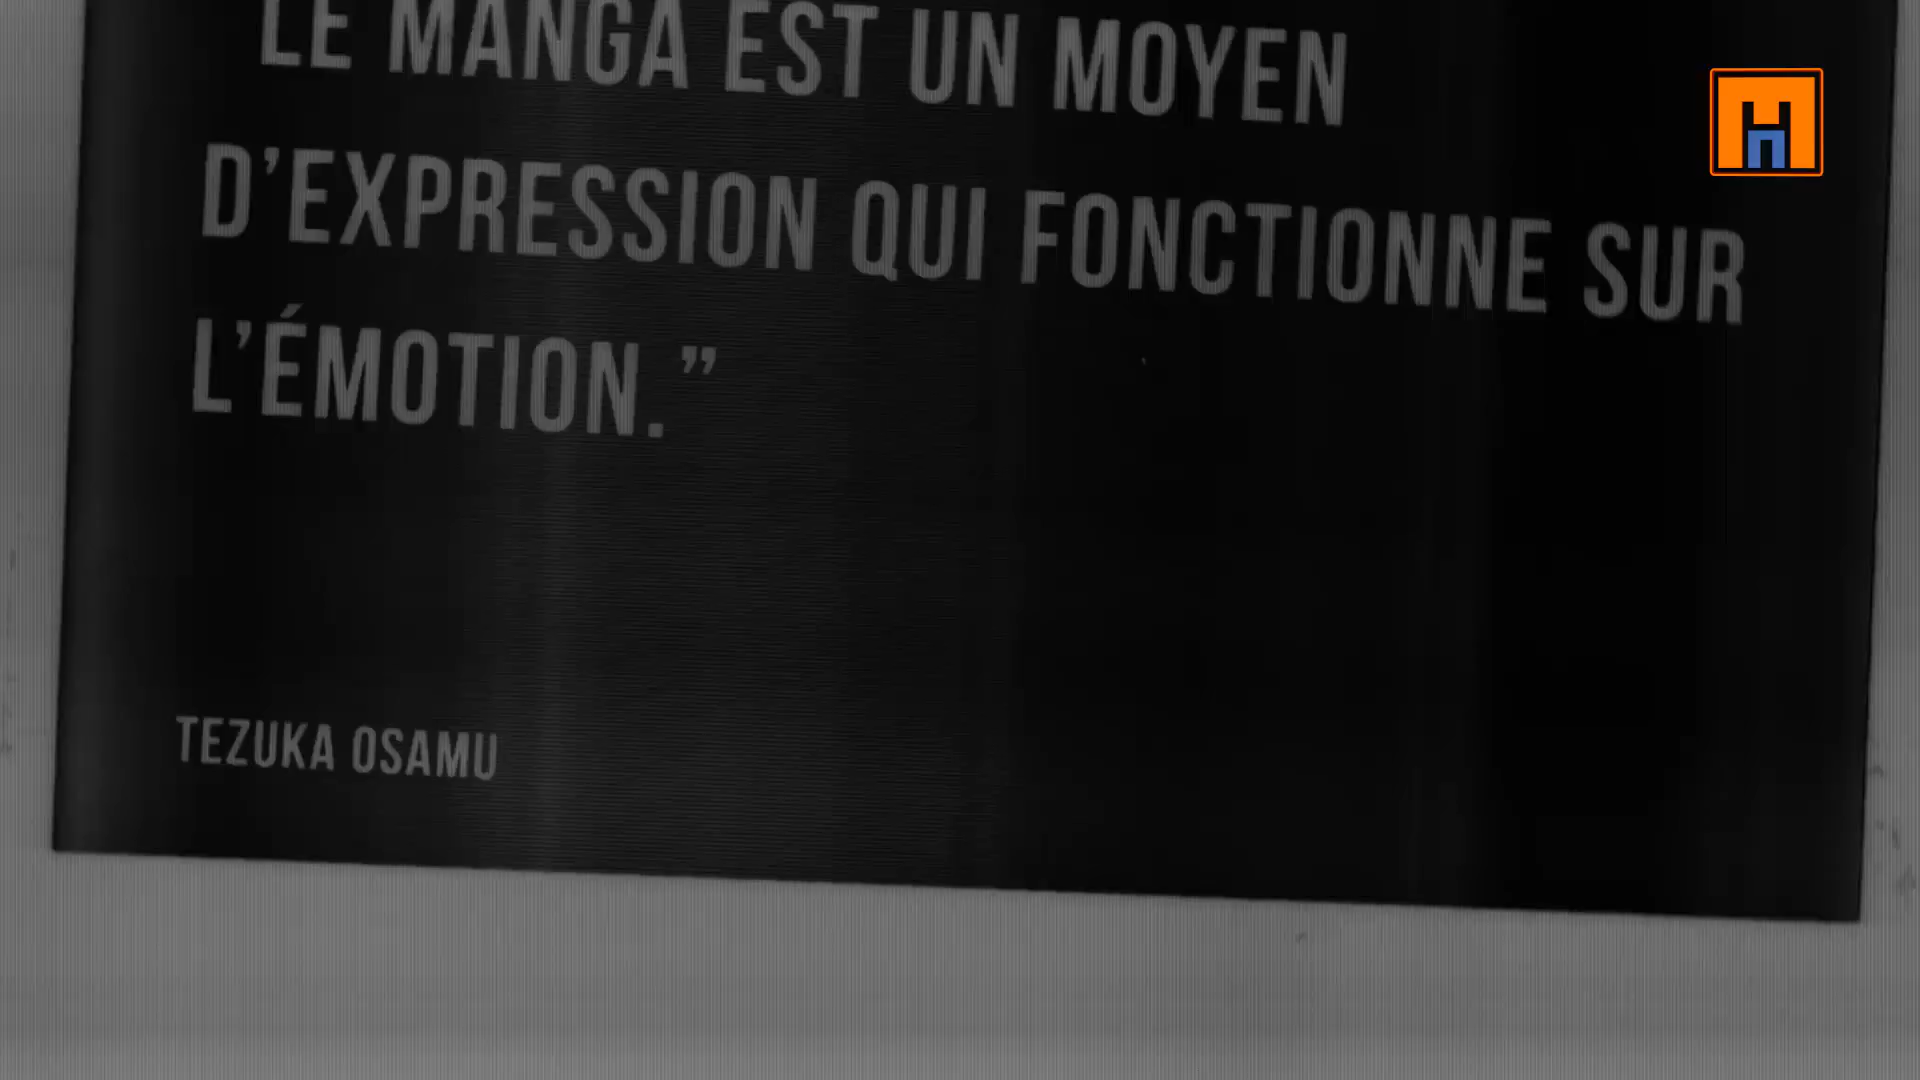 LE MANGA EST UN MOYEN
D’EXPRESSION QUI FONCTIONNE SUR
L’ÉMOTION.”
TEZUKA OSAMU